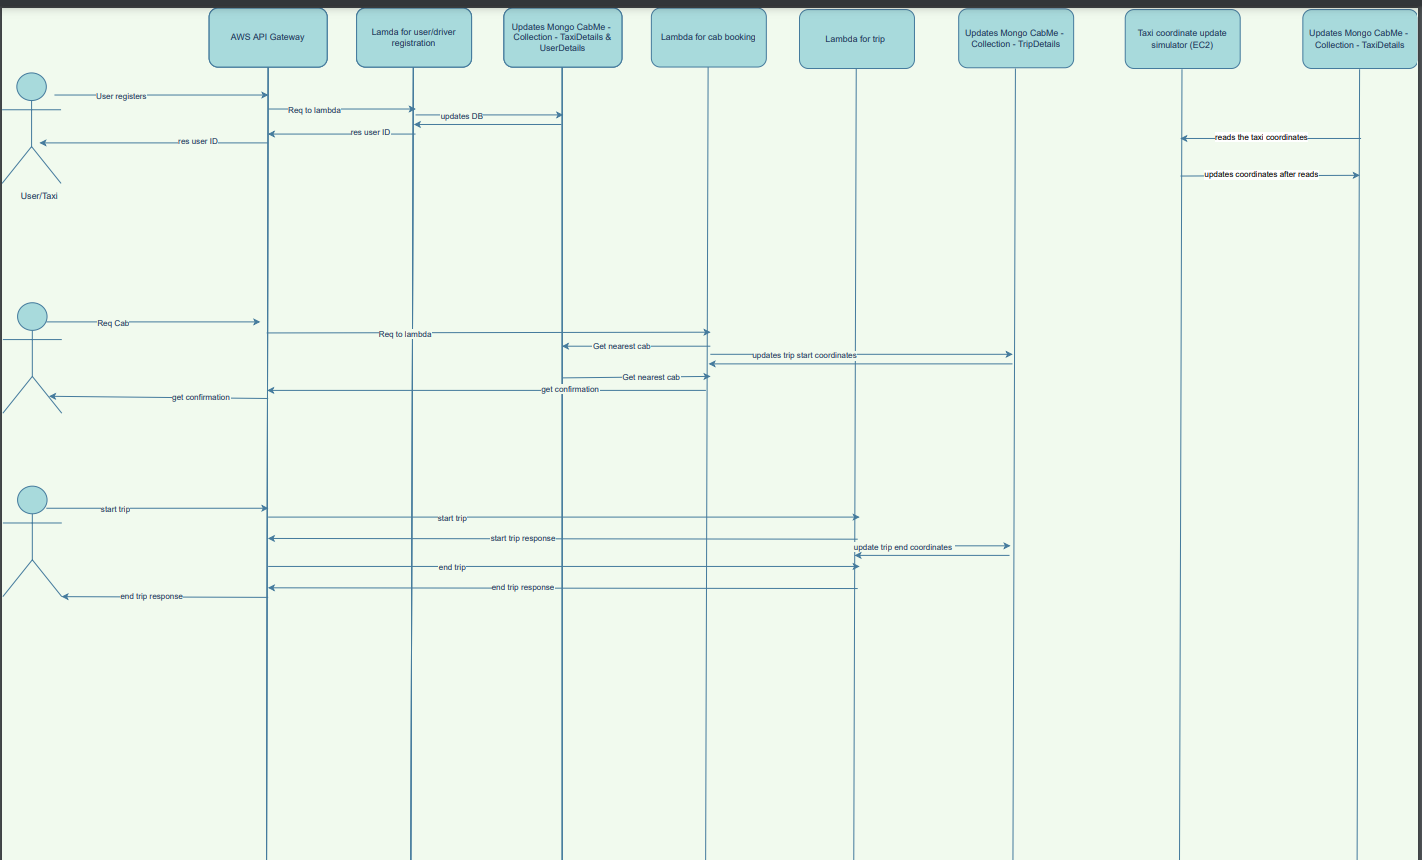 AWS API Gateway
Lamda for user/driver
registration
Updates Mongo CabMe -
Collection - TaxiDetails &
UserDetails
Lambda for cab booking
Lambda for trip
Updates Mongo CabMe -
Collection - TripDetails
Taxi coordinate update
simulator (EC2)
Updates Mongo CabMe -
Collection - TaxiDetails
User registers
Req to lambda
updates DB
res user ID
res user ID
reads the taxi coordinates
updates coordinates after reads
User/Taxi
Req Cab
Req to lambda
Get nearest cab
updates trip start coordinates
Get nearest cab
get confirmation
get confirmation
start trip
start trip
start trip response
update trip end coordinates
end trip
end trip response
end trip response